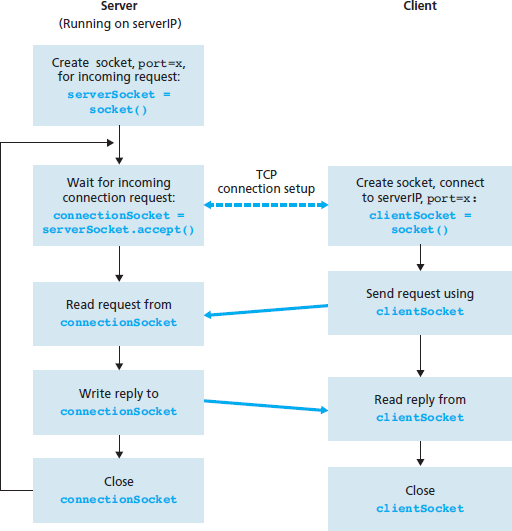 Server
(Running on serverIP)
Client
Create socket, port=x,
for incoming request:
serverSocket =
socket()
Wait for incoming
connection request:
connectionSocket =
serverSocket.accept()
TCP
connection setup
Create socket, connect
to serverIP, port=x:
clientSocket =
socket()
Read request from
connectionSocket
Send request using
clientSocket
Write reply to
connectionSocket
Read reply from
clientSocket
Close
connectionSocket
Close
clientSocket